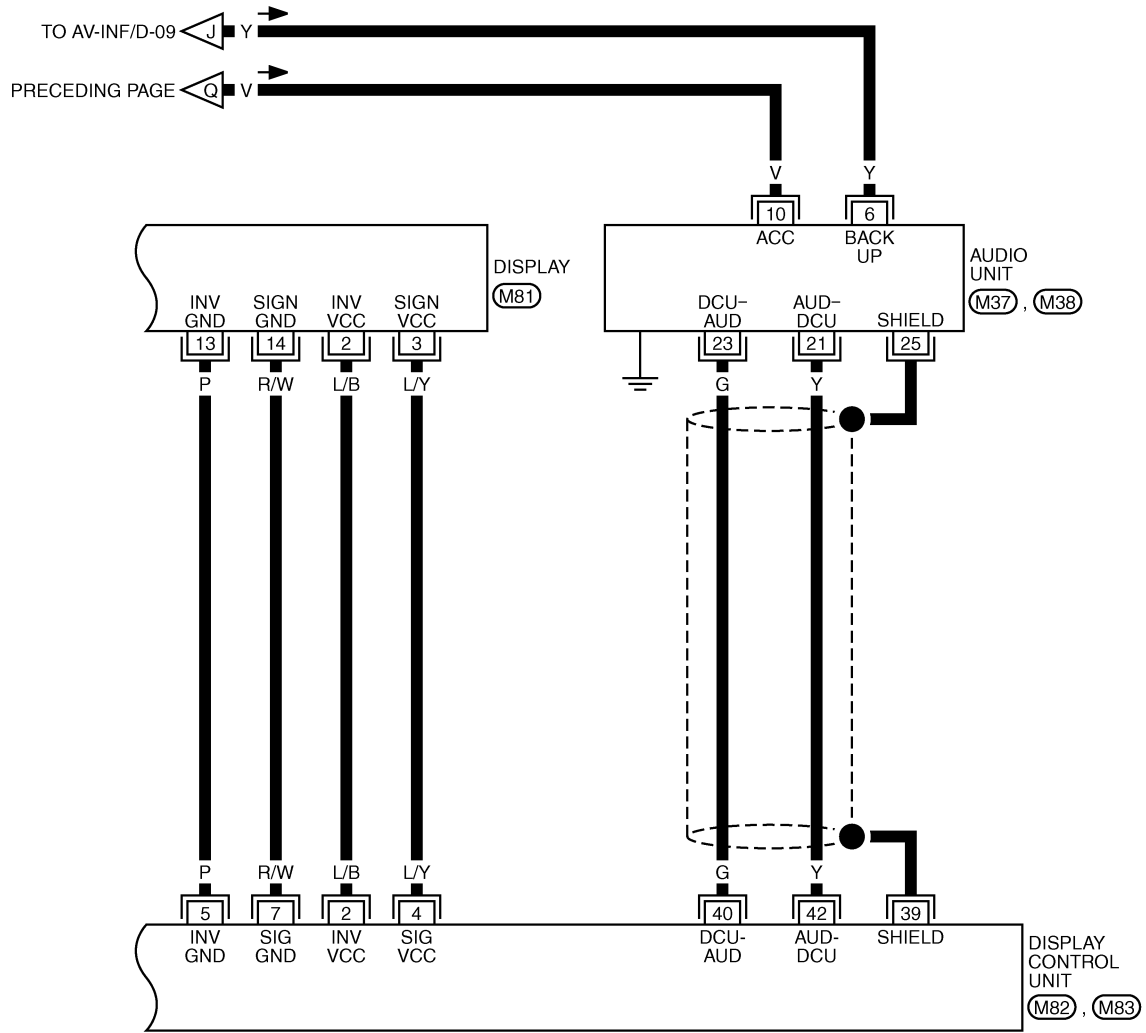 TO AV-INF/D-09 J Y
PRECEDING PAGE Q V
V Y
10 6
ACC BACK
UP
DISPLAY
M81
AUDIO
UNIT
M37 , M38
INV SIGN INV SIGN
GND GND VCC VCC
DCU– AUD–
AUD DCU SHIELD
13 14 2 3 23 21 25
P R/W L/B L/Y G Y
P R/W L/B L/Y G Y
5 7 2 4 40 42 39
INV SIG INV SIG DCU- AUD- SHIELD
GND GND VCC VCC AUD DCU
DISPLAY
CONTROL
UNIT
M82 , M83